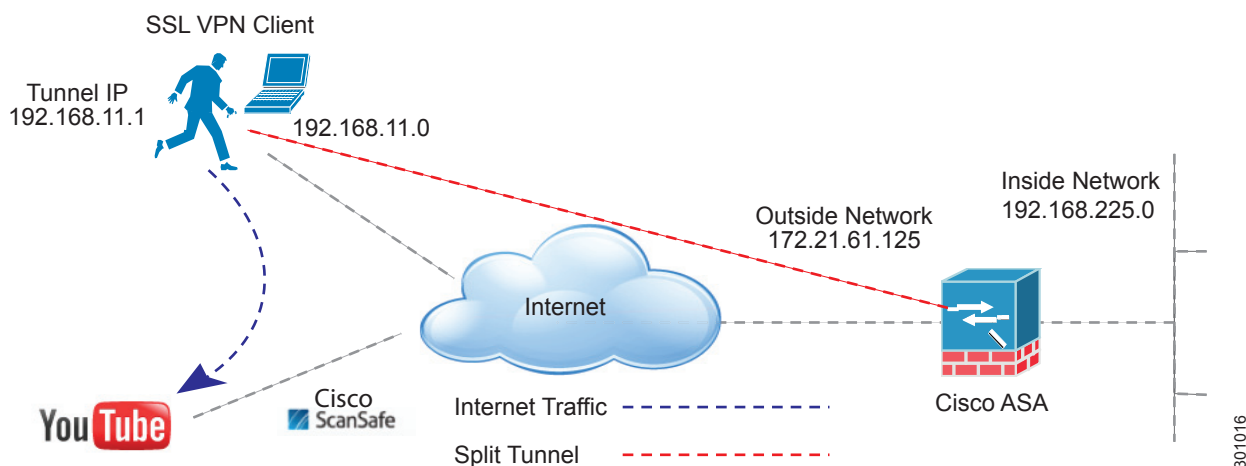 SSL VPN Client
Tunnel IP
192.168.11.1
192.168.11.0
Inside Network
192.168.225.0
Outside Network
172.21.61.125
Internet
Cisco ASA
YouTube
Cisco
ScanSafe
Internet Traffic
Split Tunnel
301016